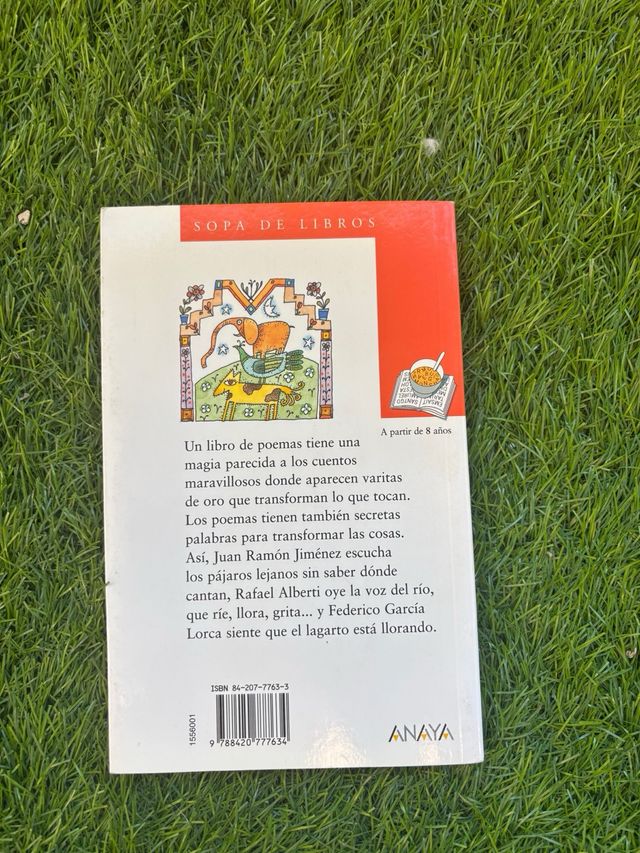 SOPA DE LIBROS
A partir de 8 años
Un libro de poemas tiene una
magia parecida a los cuentos
maravillosos donde aparecen varitas
de oro que transforman lo que tocan.
Los poemas tienen también secretas
palabras para transformar las cosas.
Así, Juan Ramón Jiménez escucha
los pájaros lejanos sin saber dónde
cantan, Rafael Alberti oye la voz del río,
que ríe, llora, grita... y Federico García
Lorca siente que el lagarto está llorando.
ISBN 84-207-7763-3
1556001
9 788420 777634
ANAYA